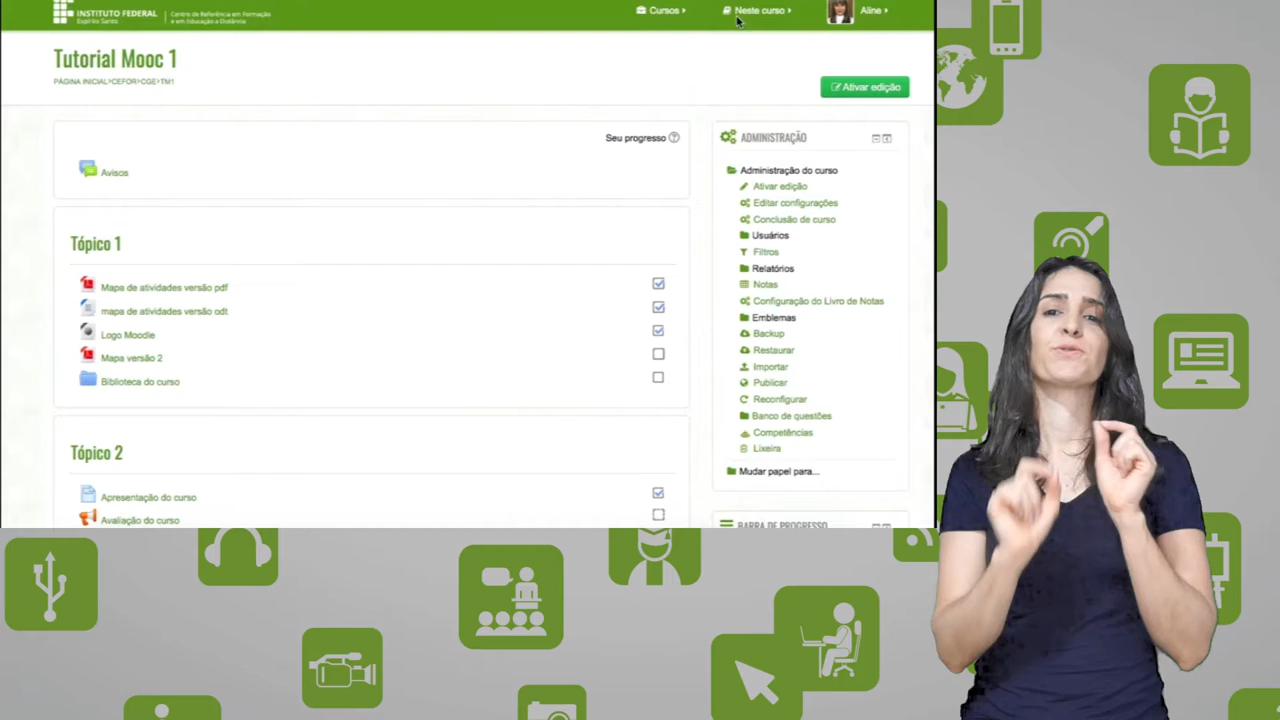 INSTITUTO FEDERAL
Espírito Santo
Centro de Referência em Formação
e em Educação a Distância
Cursos
Neste curso
Aline
Tutorial Mooc 1
PÁGINA INICIAL>CEFOR>CGE>TM1
Ativar edição
Seu progresso
Avisos
Tópico 1
Mapa de atividades versão pdf
mapa de atividades versão odt
Logo Moodle
Mapa versão 2
Biblioteca do curso
Tópico 2
Apresentação do curso
Avaliação do curso
ADMINISTRAÇÃO
Administração do curso
Ativar edição
Editar configurações
Conclusão de curso
Usuários
Filtros
Relatórios
Notas
Configuração do Livro de Notas
Emblemas
Backup
Restaurar
Importar
Publicar
Reconfigurar
Banco de questões
Competências
Lixeira
Mudar papel para...
BARRA DE PROGRESSO